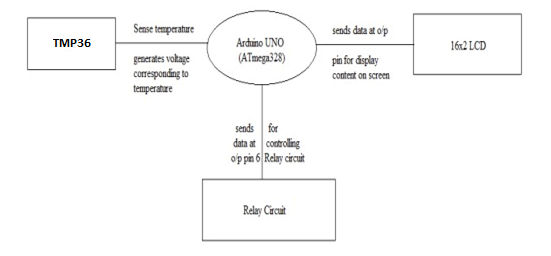 TMP36
Sense temperature
generates voltage
corresponding to
temperature
Arduino UNO
(ATmega328)
sends data at o/p
pin for display
content on screen
16x2 LCD
sends for
data at controlling
o/p pin 6 Relay circuit
Relay Circuit